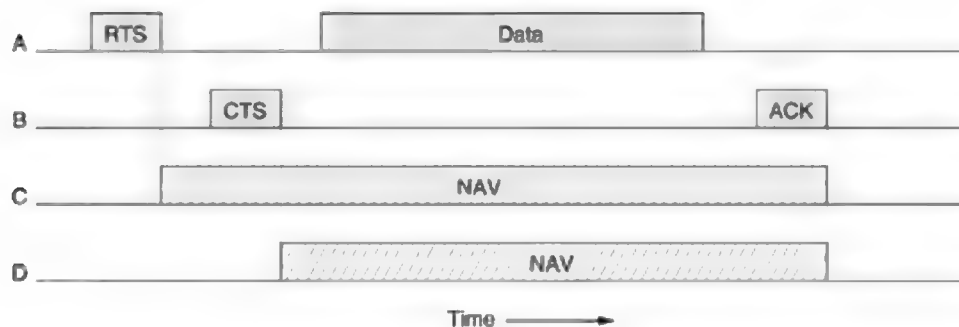 A RTS Data
B CTS ACK
C NAV
D NAV
Time